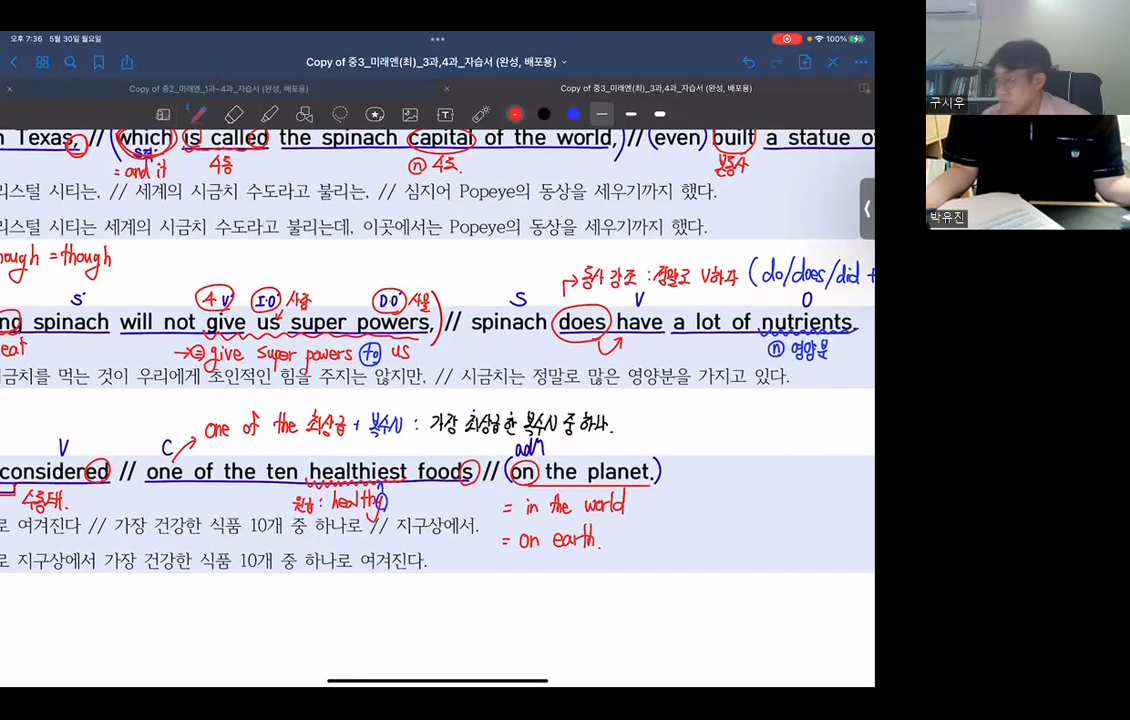 오후 7:36 5월 30일 월요일
100%
Copy of 중3_미래엔(최)_3과,4과_자습서 (완성, 배포용)
Copy of 중2_미래엔_1과~4과_자습서 (완성, 배포용)
Copy of 중3_미래엔(최)_3과,4과_자습서 (완성, 배포용)
구시우
박유진
n Texas, // (which is called the spinach capital of the world,) // (even) built a statue of
= and it
수동
ⓝ 수도.
본동사
리스털 시티는, // 세계의 시금치 수도라고 불리는, // 심지어 Popeye의 동상을 세우기까지 했다.
리스털 시티는 세계의 시금치 수도라고 불리는데, 이곳에서는 Popeye의 동상을 세우기까지 했다.
hough = though
동사 강조 : 정말로 V하다 (do/does/did +
S' 4 V' I·O' 사람 D·O' 사물 S V O
ng spinach will not give us super powers,) // spinach does have a lot of nutrients.
eat
give super powers to us
ⓝ 영양분
금치를 먹는 것이 우리에게 초인적인 힘을 주지는 않지만, // 시금치는 정말로 많은 영양분을 가지고 있다.
one of the 최상급 + 복수N : 가장 최상급한 복수N 중 하나.
V C
considered // one of the ten healthiest foods // (on the planet.)
수동태.
원급 : healthy
= in the world
로 여겨진다 // 가장 건강한 식품 10개 중 하나로 // 지구상에서.
= on earth.
로 지구상에서 가장 건강한 식품 10개 중 하나로 여겨진다.